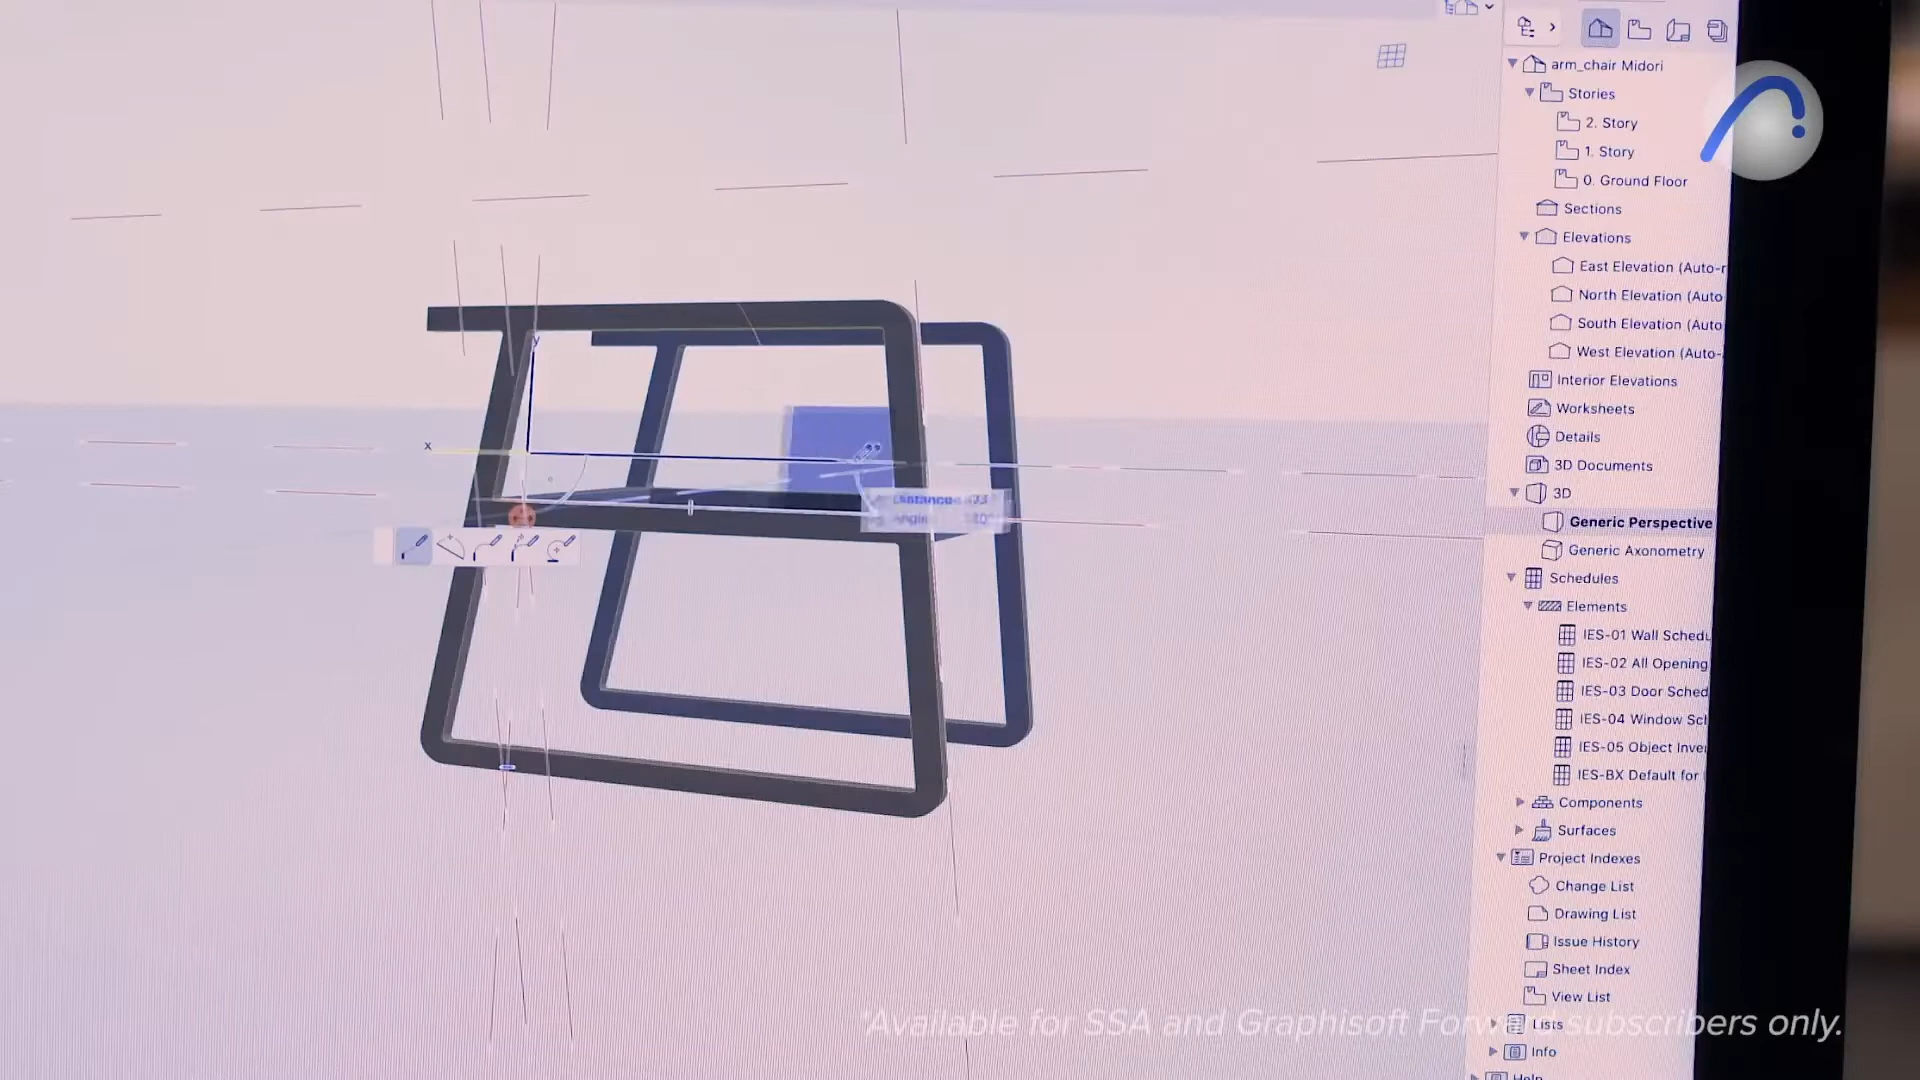 arm_chair Midori
Stories
2. Story
1. Story
0. Ground Floor
Sections
Elevations
East Elevation (Auto-r
North Elevation (Auto
South Elevation (Auto
West Elevation (Auto-
Interior Elevations
Worksheets
Details
3D Documents
3D
Generic Perspective
Generic Axonometry
Schedules
Elements
IES-01 Wall Schedu
IES-02 All Opening
IES-03 Door Sched
IES-04 Window Sch
IES-05 Object Inve
IES-BX Default for
Components
Surfaces
Project Indexes
Change List
Drawing List
Issue History
Sheet Index
View List
Lists
Info
Help
y
x
Distance:
Angle:
*Available for SSA and Graphisoft Forward subscribers only.